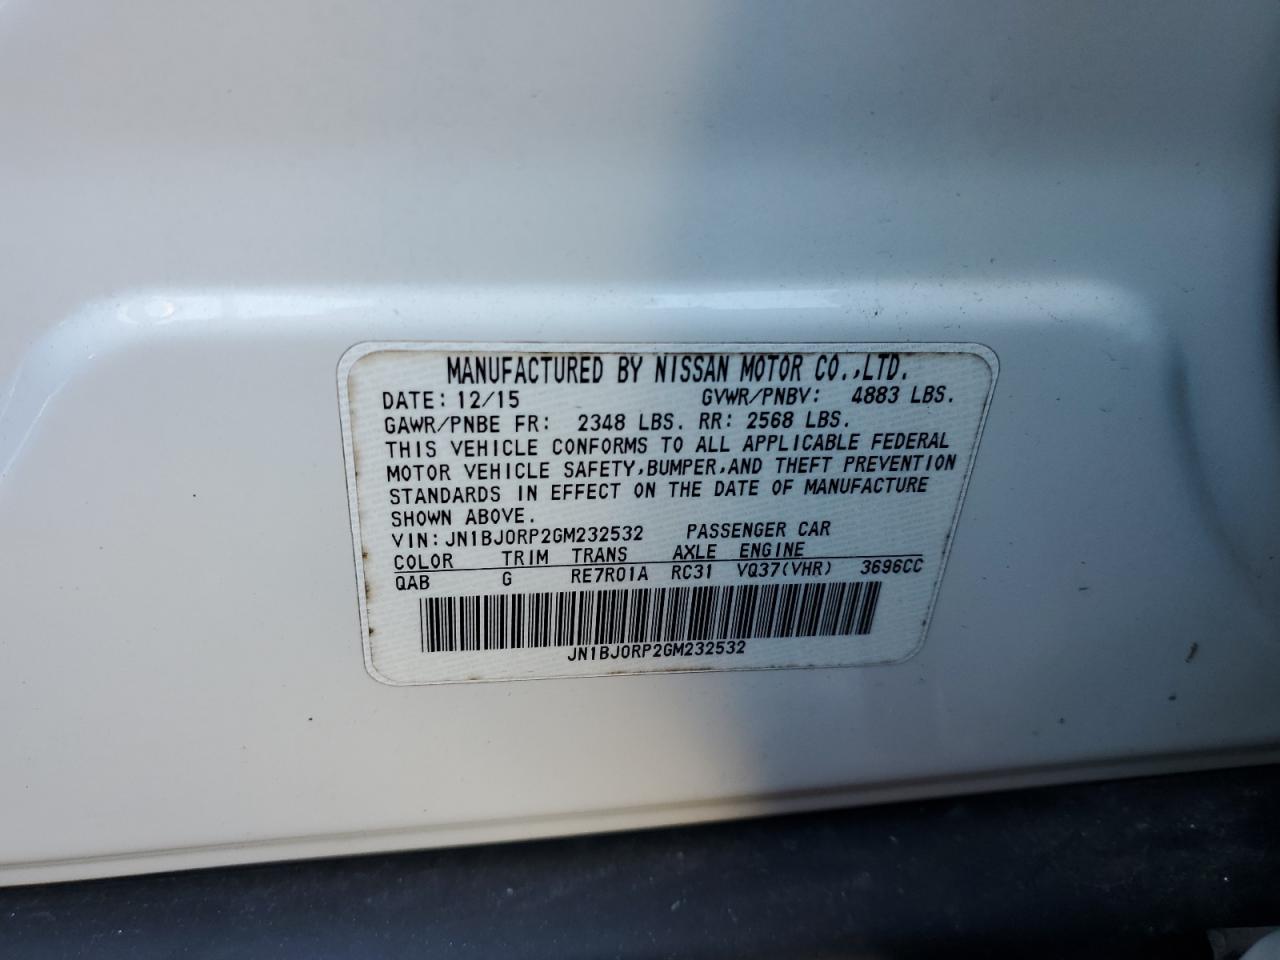 MANUFACTURED BY NISSAN MOTOR CO.,LTD.
DATE: 12/15 GVWR/PNBV: 4883 LBS.
GAWR/PNBE FR: 2348 LBS. RR: 2568 LBS.
THIS VEHICLE CONFORMS TO ALL APPLICABLE FEDERAL
MOTOR VEHICLE SAFETY,BUMPER,AND THEFT PREVENTION
STANDARDS IN EFFECT ON THE DATE OF MANUFACTURE
SHOWN ABOVE.
VIN: JN1BJ0RP2GM232532 PASSENGER CAR
COLOR TRIM TRANS AXLE ENGINE
QAB G RE7R01A RC31 VQ37(VHR) 3696CC
JN1BJ0RP2GM232532